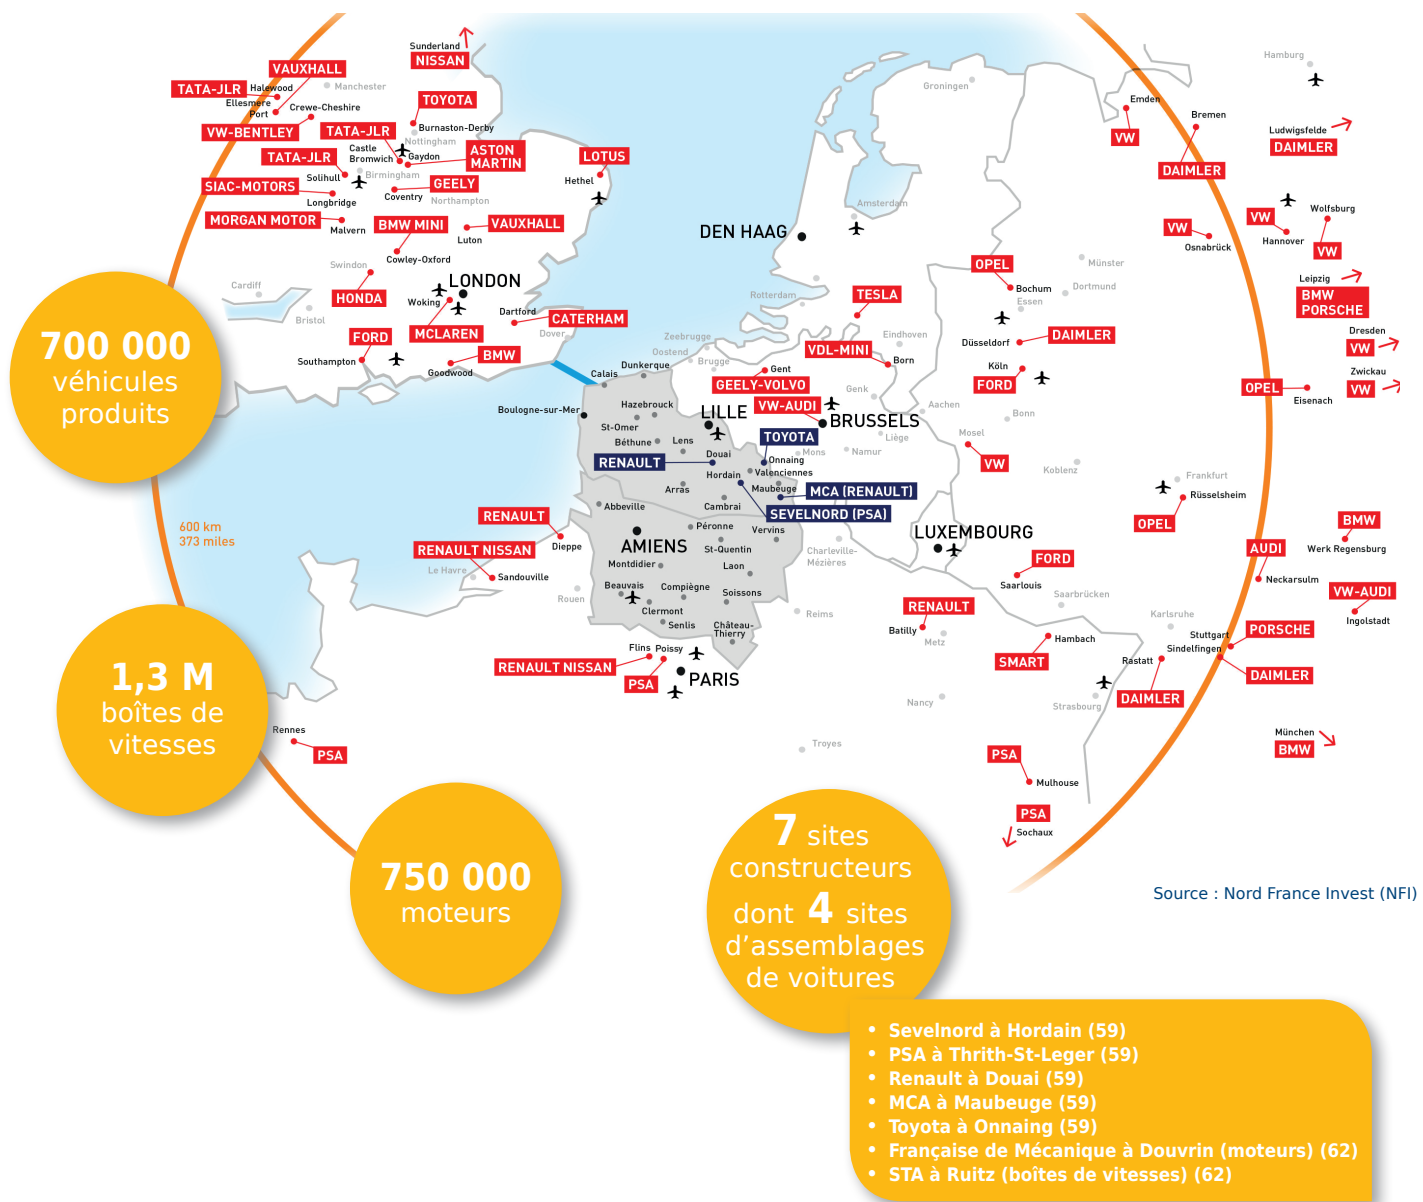 Sunderland
NISSAN
Hamburg
VAUXHALL
TATA-JLR
Halewood
Manchester
Ellesmere
Port
Crewe-Cheshire
VW-BENTLEY
TOYOTA
Burnaston-Derby
Nottingham
TATA-JLR
Castle
Bromwich
Gaydon
ASTON
MARTIN
TATA-JLR
Solihull
Birmingham
LOTUS
Hethel
SIAC-MOTORS
Longbridge
Coventry
GEELY
Northampton
MORGAN MOTOR
Malvern
BMW MINI
Cowley-Oxford
VAUXHALL
Luton
Swindon
HONDA
Cardiff
Bristol
LONDON
Woking
MCLAREN
Dartford
CATERHAM
Dover
FORD
Southampton
BMW
Goodwood
Groningen
Emden
VW
Bremen
DAIMLER
Ludwigsfelde
DAIMLER
Amsterdam
DEN HAAG
Rotterdam
VW
Osnabrück
VW
Hannover
Wolfsburg
VW
OPEL
Bochum
Münster
Dortmund
Essen
Leipzig
BMW
PORSCHE
Dresden
VW
Zwickau
VW
TESLA
Eindhoven
Düsseldorf
DAIMLER
VDL-MINI
Born
Köln
FORD
OPEL
Eisenach
Zeebrugge
Oostend
Brugge
Gent
GEELY-VOLVO
Genk
VW-AUDI
BRUSSELS
Aachen
Bonn
Liège
Mosel
VW
Koblenz
Calais
Dunkerque
Boulogne-sur-Mer
Hazebrouck
St-Omer
LILLE
Béthune
Lens
Douai
RENAULT
TOYOTA
Onnaing
Mons
Namur
Hordain
Valenciennes
Arras
Maubeuge
MCA (RENAULT)
Cambrai
SEVELNORD (PSA)
Abbeville
Frankfurt
Rüsselsheim
OPEL
RENAULT
Dieppe
AMIENS
Péronne
Vervins
St-Quentin
Charleville-
Mézières
LUXEMBOURG
FORD
Saarlouis
Saarbrücken
BMW
Werk Regensburg
AUDI
Neckarsulm
VW-AUDI
Ingolstadt
RENAULT NISSAN
Le Havre
Sandouville
Rouen
Montdidier
Laon
Beauvais
Compiègne
Soissons
Clermont
Senlis
Château-
Thierry
Reims
RENAULT
Batilly
Metz
SMART
Hambach
Karlsruhe
Stuttgart
PORSCHE
Sindelfingen
DAIMLER
Rastatt
DAIMLER
Strasbourg
Flins
Poissy
RENAULT NISSAN
PSA
PARIS
Nancy
Troyes
Rennes
PSA
München
BMW
PSA
Mulhouse
PSA
Sochaux
600 km
373 miles
700 000
véhicules
produits
1,3 M
boîtes de
vitesses
750 000
moteurs
7 sites
constructeurs
dont 4 sites
d’assemblages
de voitures
Source : Nord France Invest (NFI)
• Sevelnord à Hordain (59)
• PSA à Thrith-St-Leger (59)
• Renault à Douai (59)
• MCA à Maubeuge (59)
• Toyota à Onnaing (59)
• Française de Mécanique à Douvrin (moteurs) (62)
• STA à Ruitz (boîtes de vitesses) (62)